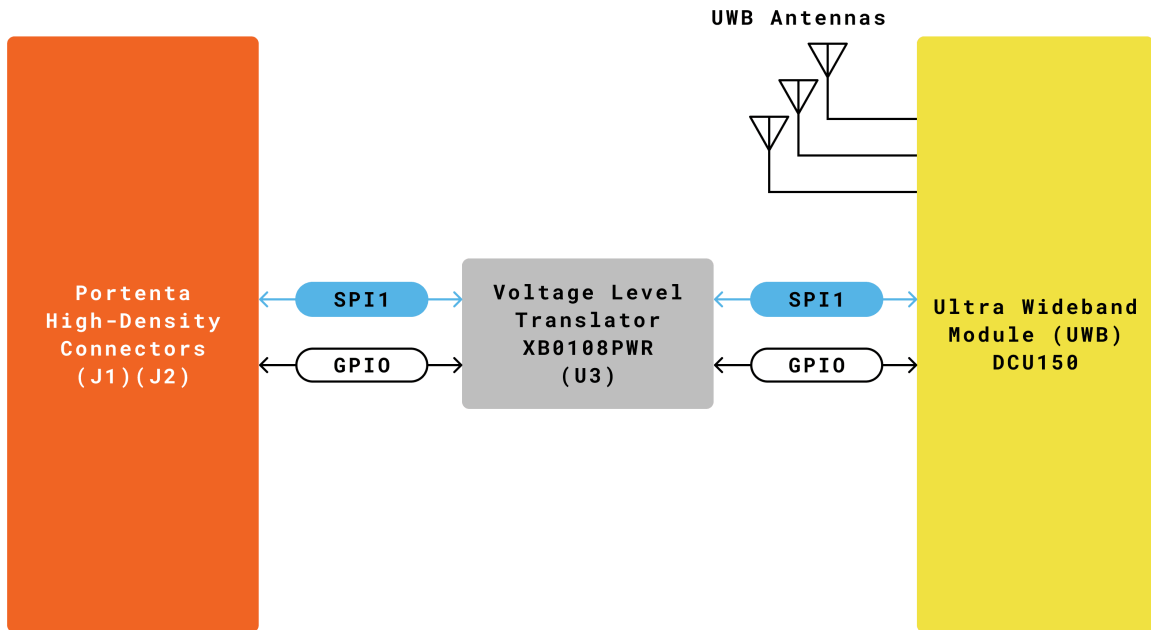 UWB Antennas
Portenta
High-Density
Connectors
(J1)(J2)
SPI1
GPIO
Voltage Level
Translator
XB0108PWR
(U3)
SPI1
GPIO
Ultra Wideband
Module (UWB)
DCU150